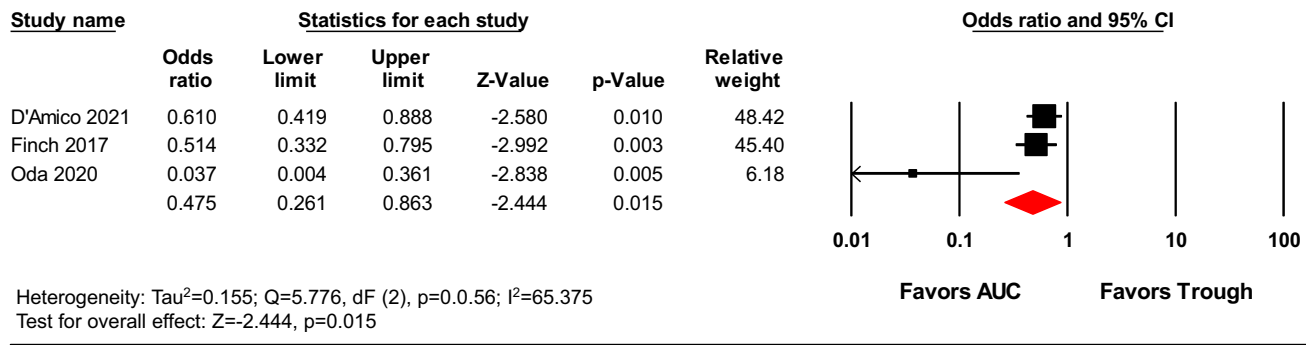 Study name Statistics for each study Odds ratio and 95% CI
Odds ratio Lower limit Upper limit Z-Value p-Value Relative weight
D'Amico 2021 0.610 0.419 0.888 -2.580 0.010 48.42
Finch 2017 0.514 0.332 0.795 -2.992 0.003 45.40
Oda 2020 0.037 0.004 0.361 -2.838 0.005 6.18
0.475 0.261 0.863 -2.444 0.015
0.01 0.1 1 10 100
Favors AUC Favors Trough
Heterogeneity: Tau²=0.155; Q=5.776, dF (2), p=0.0.56; I²=65.375
Test for overall effect: Z=-2.444, p=0.015